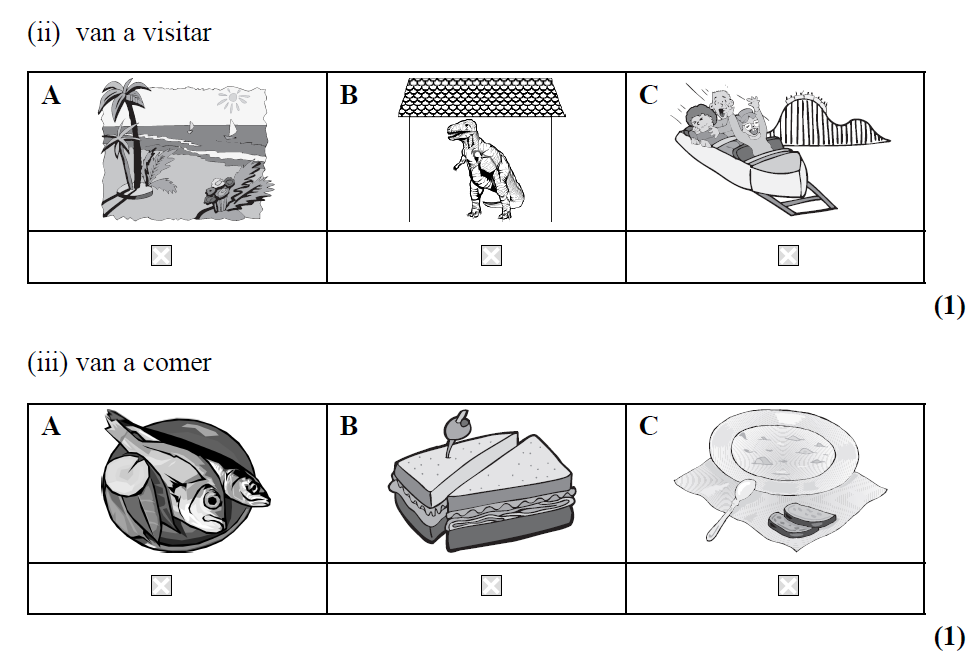 (ii) van a visitar
A B C
(1)
(iii) van a comer
A B C
(1)